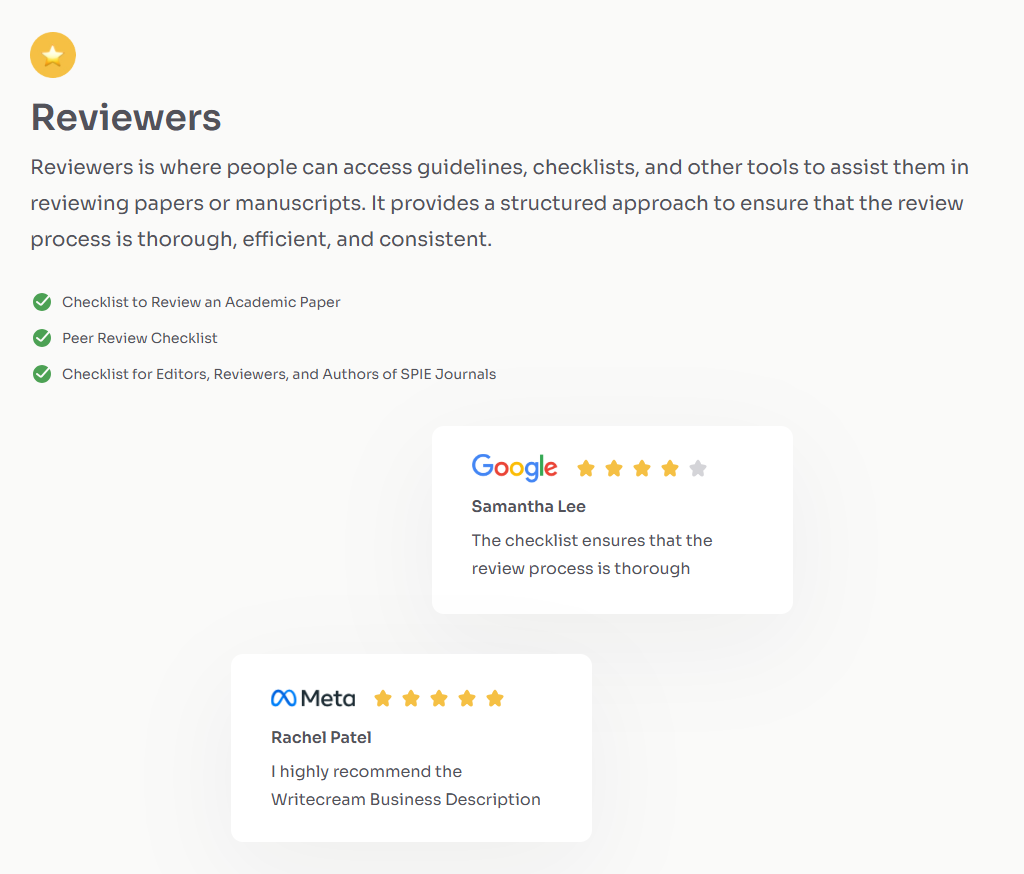 Reviewers
Reviewers is where people can access guidelines, checklists, and other tools to assist them in
reviewing papers or manuscripts. It provides a structured approach to ensure that the review
process is thorough, efficient, and consistent.
Checklist to Review an Academic Paper
Peer Review Checklist
Checklist for Editors, Reviewers, and Authors of SPIE Journals
Google
Samantha Lee
The checklist ensures that the
review process is thorough
Meta
Rachel Patel
I highly recommend the
Writecream Business Description